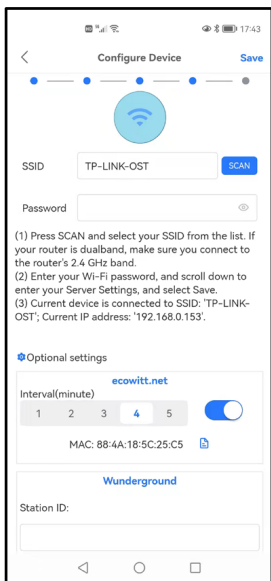 17:43
Configure Device
Save
SSID
TP-LINK-OST
SCAN
Password
(1) Press SCAN and select your SSID from the list. If
your router is dualband, make sure you connect to
the router's 2.4 GHz band.
(2) Enter your Wi-Fi password, and scroll down to
enter your Server Settings, and select Save.
(3) Current device is connected to SSID: 'TP-LINK-
OST'; Current IP address: '192.168.0.153'.
Optional settings
ecowitt.net
Interval(minute)
1 2 3 4 5
MAC: 88:4A:18:5C:25:C5
Wunderground
Station ID: